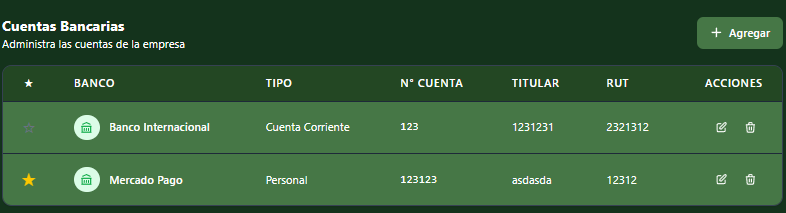 Cuentas Bancarias
Administra las cuentas de la empresa
Agregar
BANCO TIPO N° CUENTA TITULAR RUT ACCIONES
Banco Internacional Cuenta Corriente 123 1231231 2321312
Mercado Pago Personal 123123 asdasda 12312